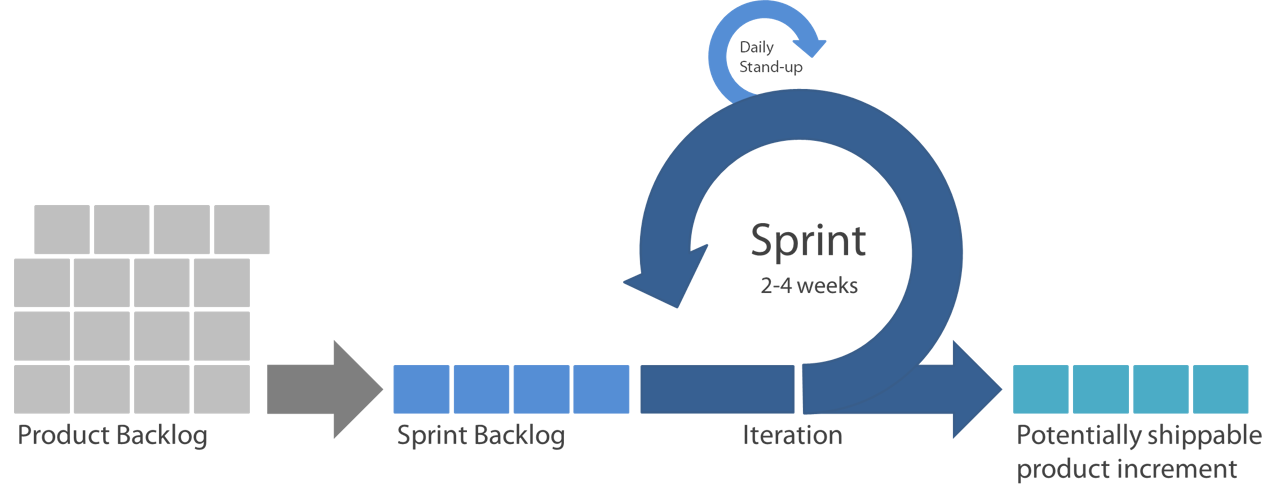 Daily
Stand-up
Sprint
2-4 weeks
Product Backlog
Sprint Backlog
Iteration
Potentially shippable
product increment